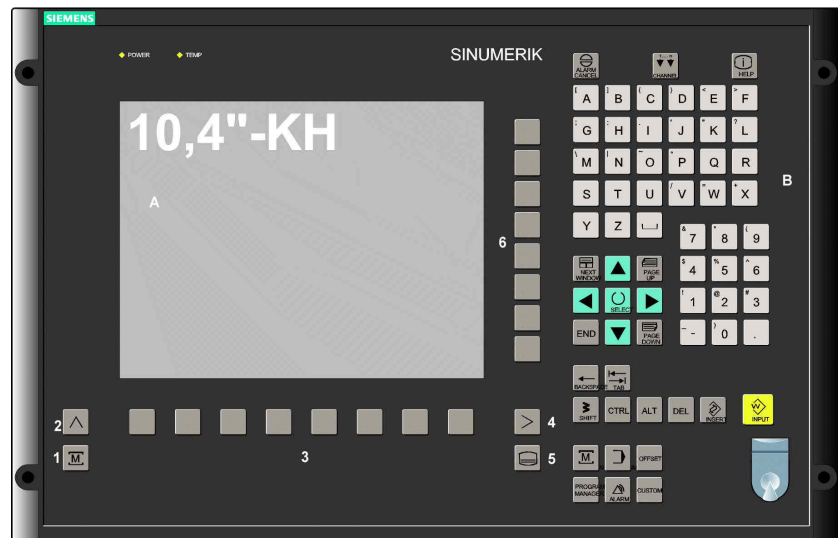 SIEMENS
POWER TEMP
SINUMERIK
ALARM CANCEL
1... n CHANNEL
i HELP
10,4"-KH
A
B
6
[ A ] B ( C ) D < E > F
; G : H . I ' J " K ? L
\ M | N ~ O * P Q R
S T U / V = W + X
Y Z
& 7 * 8 ( 9
NEXT WINDOW
PAGE UP
$ 4 % 5 ^ 6
SELECT
! 1 @ 2 # 3
END
PAGE DOWN
_ - ) 0 .
BACKSPACE TAB
SHIFT CTRL ALT DEL INSERT INPUT
2
4
1 M
3
5
M OFFSET
PROGRAM MANAGER
ALARM
CUSTOM